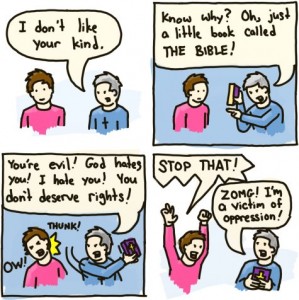 I don't like
your kind.
Know why? Oh, just
a little book called
THE BIBLE!
You're evil! God hates
you! I hate you! You
don't deserve rights!
THUNK!
OW!
STOP THAT!
ZOMG! I'm
a victim of
oppression!